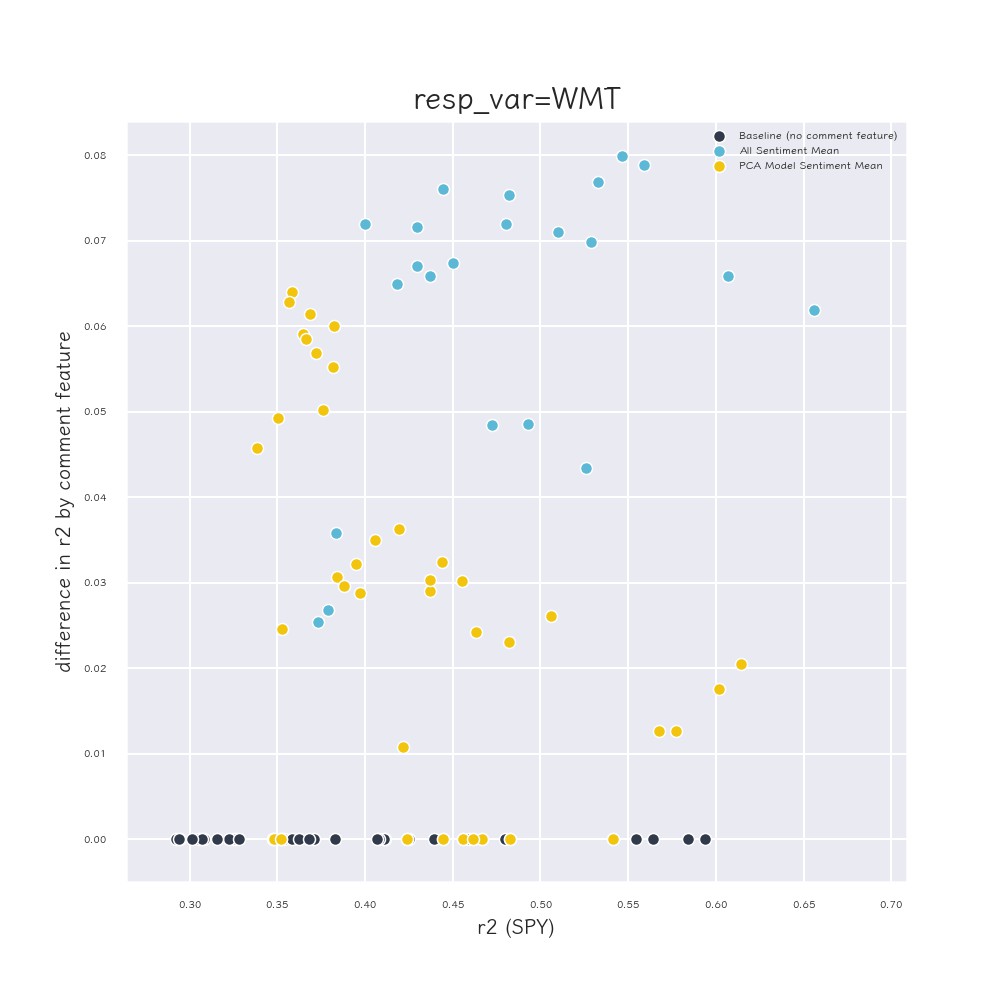 resp_var=WMT
Baseline (no comment feature)
All Sentiment Mean
PCA Model Sentiment Mean
difference in r2 by comment feature
0.08
0.07
0.06
0.05
0.04
0.03
0.02
0.01
0.00
0.30 0.35 0.40 0.45 0.50 0.55 0.60 0.65 0.70
r2 (SPY)